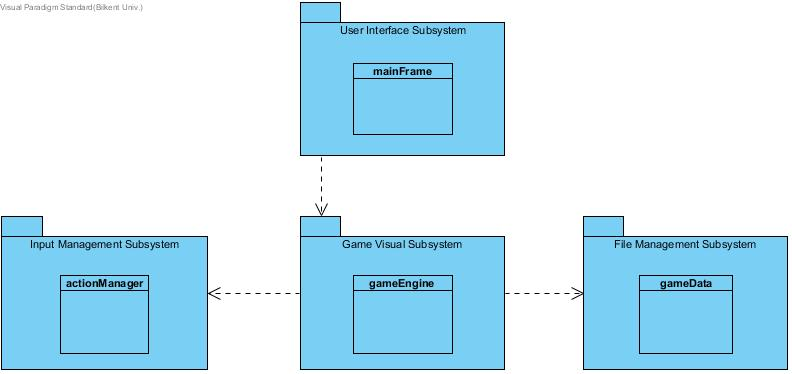 Visual Paradigm Standard(Bilkent Univ.)
User Interface Subsystem
mainFrame
Input Management Subsystem
actionManager
Game Visual Subsystem
gameEngine
File Management Subsystem
gameData